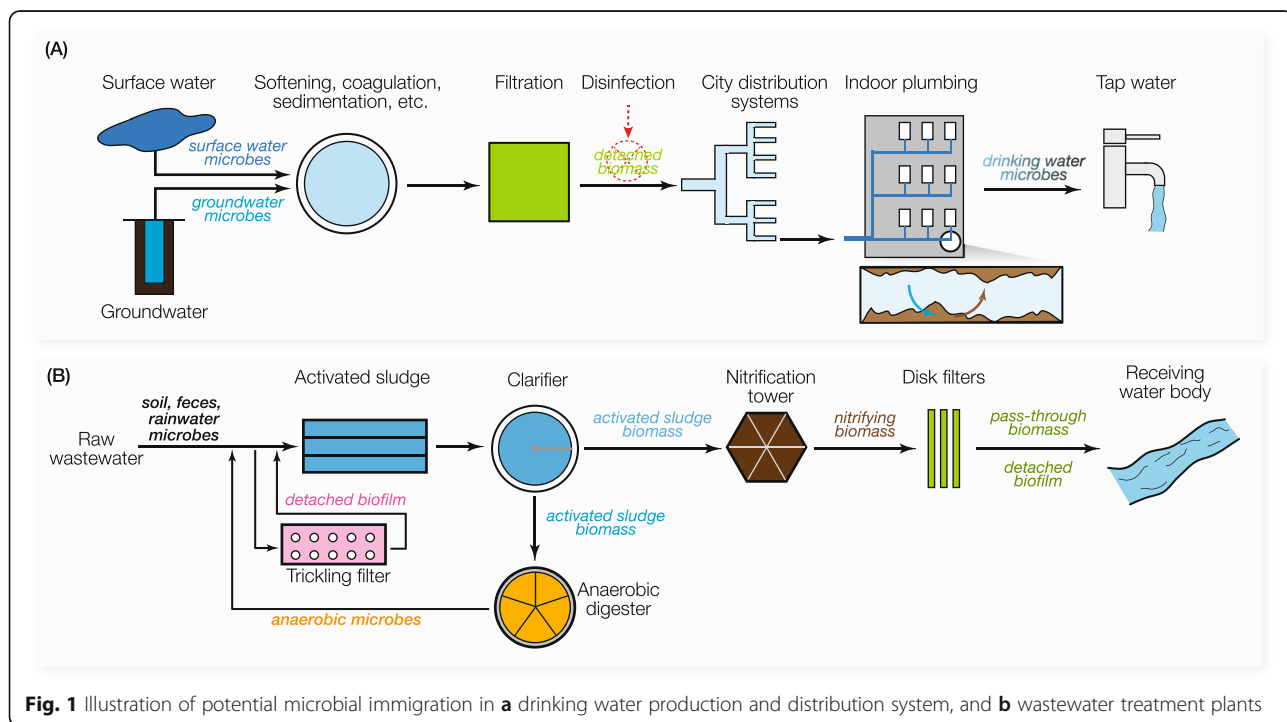 (A)
Surface water
Softening, coagulation,
sedimentation, etc.
Filtration
Disinfection
City distribution
systems
Indoor plumbing
Tap water
surface water
microbes
groundwater
microbes
detached
biomass
drinking water
microbes
Groundwater
(B)
Activated sludge
Clarifier
Nitrification
tower
Disk filters
Receiving
water body
soil, feces,
rainwater
microbes
Raw
wastewater
activated sludge
biomass
nitrifying
biomass
pass-through
biomass
detached
biofilm
detached biofilm
activated sludge
biomass
Trickling filter
Anaerobic
digester
anaerobic microbes
Fig. 1 Illustration of potential microbial immigration in a drinking water production and distribution system, and b wastewater treatment plants